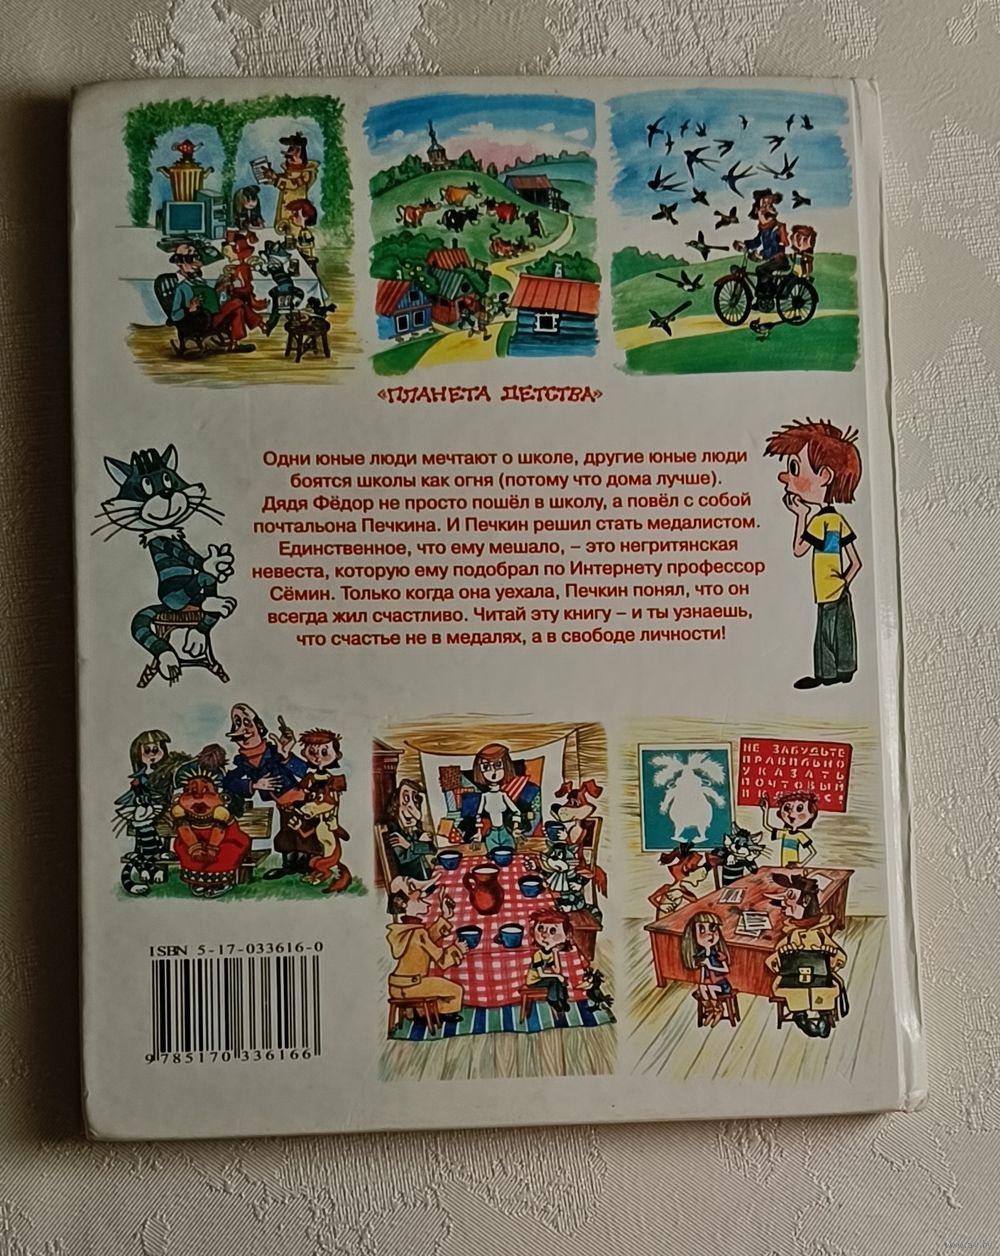 «ПЛАНЕТА ДЕТСТВА»
Одни юные люди мечтают о школе, другие юные люди
боятся школы как огня (потому что дома лучше).
Дядя Фёдор не просто пошёл в школу, а повёл с собой
почтальона Печкина. И Печкин решил стать медалистом.
Единственное, что ему мешало, – это негритянская
невеста, которую ему подобрал по Интернету профессор
Сёмин. Только когда она уехала, Печкин понял, что он
всегда жил счастливо. Читай эту книгу – и ты узнаешь,
что счастье не в медалях, а в свободе личности!
НЕ ЗАБУДЬТЕ
ПРАВИЛЬНО
УКАЗАТЬ
ПОЧТОВЫЙ
ISBN 5-17-033616-0
9 785170 336166